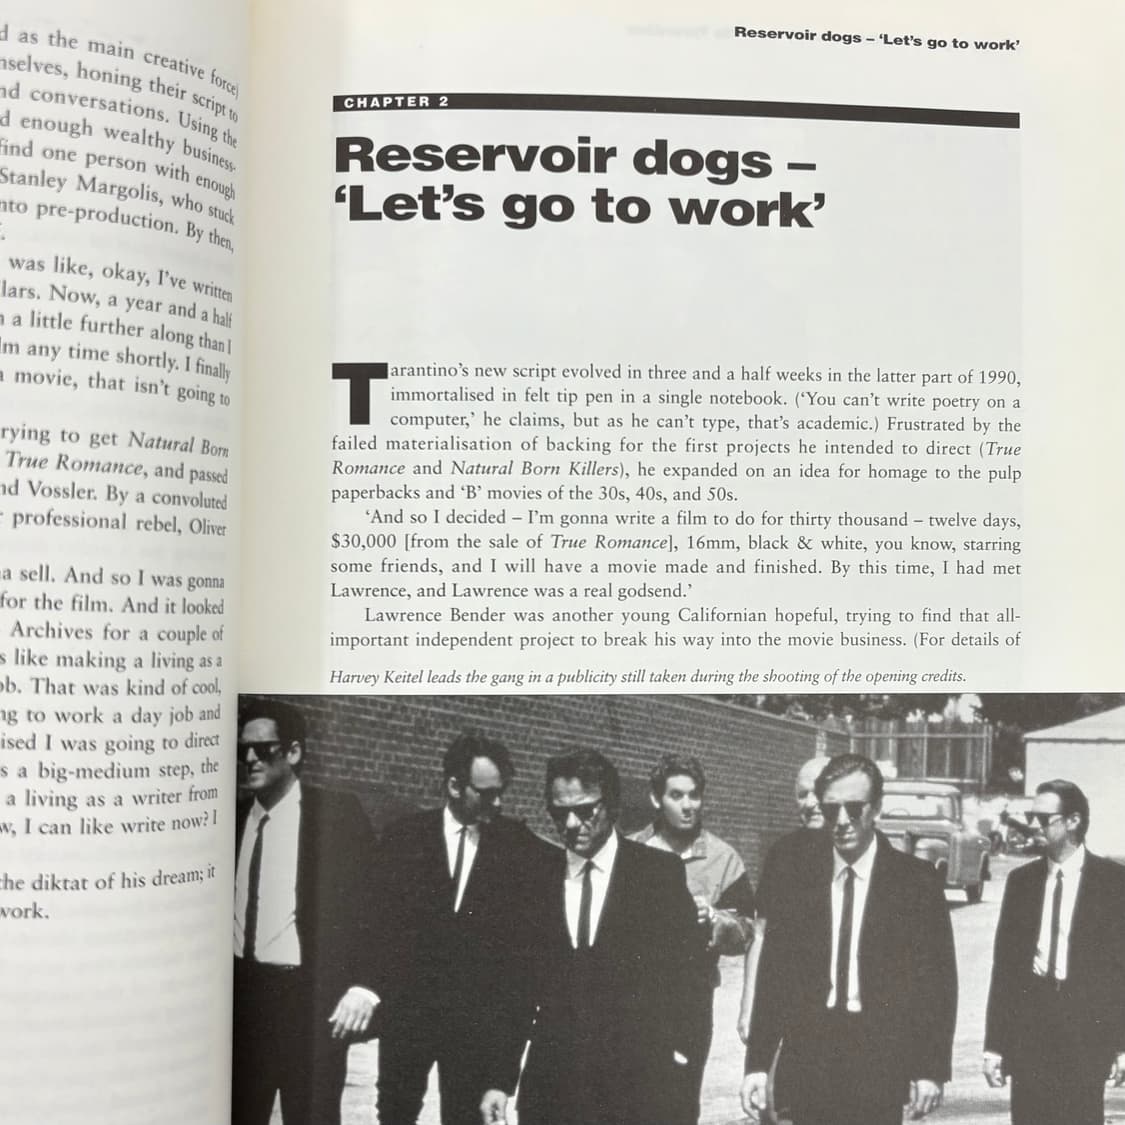 d as the main creative force)
nselves, honing their script to
nd conversations. Using the
d enough wealthy business-
find one person with enough
Stanley Margolis, who stuck
nto pre-production. By then,
was like, okay, I've written
lars. Now, a year and a half
a little further along than I
lm any time shortly. I finally
a movie, that isn't going to
rying to get Natural Born
True Romance, and passed
nd Vossler. By a convoluted
professional rebel, Oliver
a sell. And so I was gonna
for the film. And it looked
Archives for a couple of
s like making a living as a
ob. That was kind of cool,
ng to work a day job and
ised I was going to direct
s a big-medium step, the
a living as a writer from
w, I can like write now? I
the diktat of his dream; it
work.
Reservoir dogs – 'Let's go to work'
CHAPTER 2
Reservoir dogs –
'Let's go to work'
Tarantino's new script evolved in three and a half weeks in the latter part of 1990,
immortalised in felt tip pen in a single notebook. ('You can't write poetry on a
computer,' he claims, but as he can't type, that's academic.) Frustrated by the
failed materialisation of backing for the first projects he intended to direct (True
Romance and Natural Born Killers), he expanded on an idea for homage to the pulp
paperbacks and 'B' movies of the 30s, 40s, and 50s.
'And so I decided – I'm gonna write a film to do for thirty thousand – twelve days,
$30,000 [from the sale of True Romance], 16mm, black & white, you know, starring
some friends, and I will have a movie made and finished. By this time, I had met
Lawrence, and Lawrence was a real godsend.'
Lawrence Bender was another young Californian hopeful, trying to find that all-
important independent project to break his way into the movie business. (For details of
Harvey Keitel leads the gang in a publicity still taken during the shooting of the opening credits.